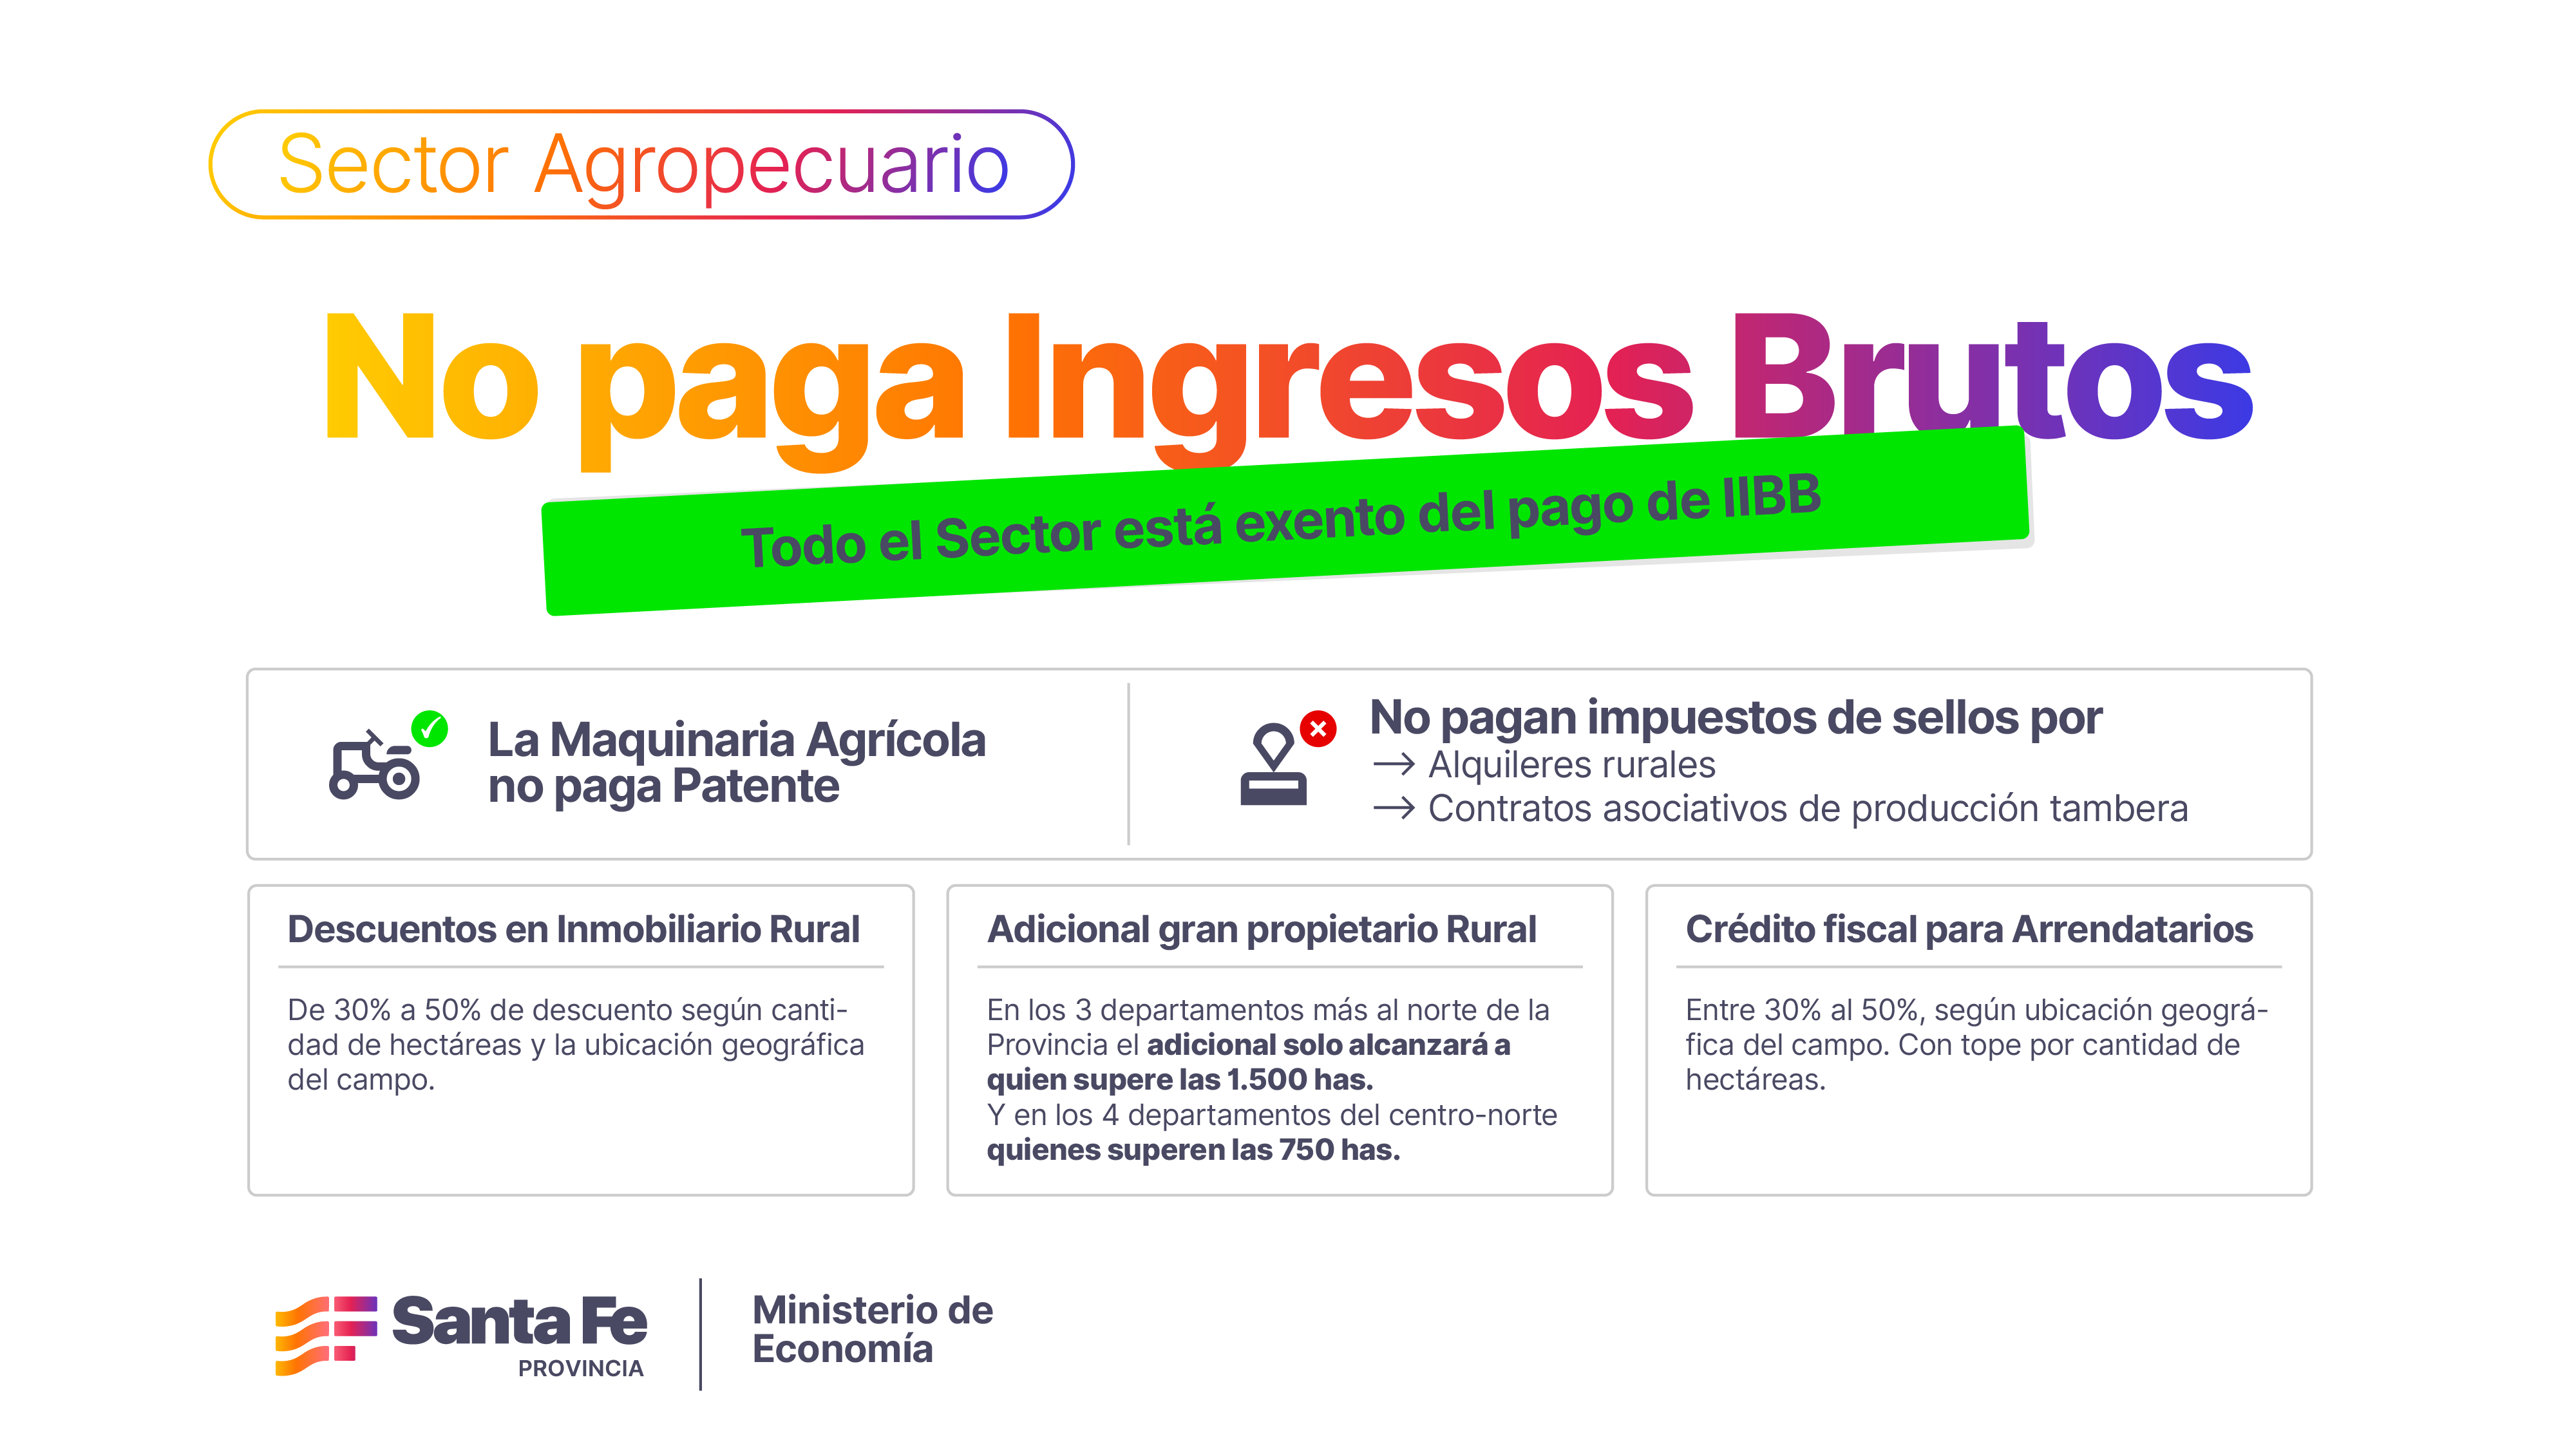 Sector Agropecuario
No paga Ingresos Brutos
Todo el Sector está exento del pago de IIBB
La Maquinaria Agrícola
no paga Patente
No pagan impuestos de sellos por
→ Alquileres rurales
→ Contratos asociativos de producción tambera
Descuentos en Inmobiliario Rural
De 30% a 50% de descuento según canti-
dad de hectáreas y la ubicación geográfica
del campo.
Adicional gran propietario Rural
En los 3 departamentos más al norte de la
Provincia el adicional solo alcanzará a
quien supere las 1.500 has.
Y en los 4 departamentos del centro-norte
quienes superen las 750 has.
Crédito fiscal para Arrendatarios
Entre 30% al 50%, según ubicación geográ-
fica del campo. Con tope por cantidad de
hectáreas.
Santa Fe
PROVINCIA
Ministerio de
Economía